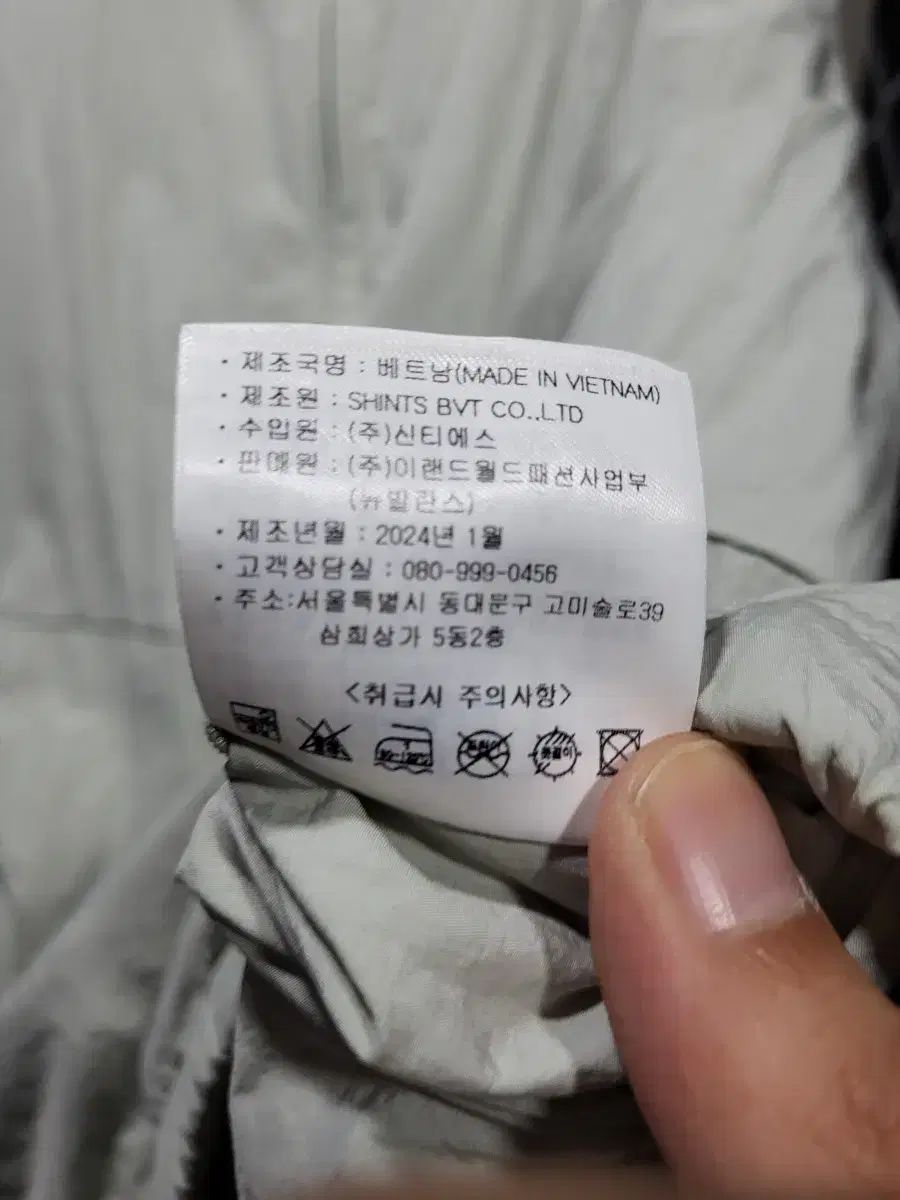 · 제조국명 : 베트남(MADE IN VIETNAM)
· 제조원 : SHINTS BVT CO.,LTD
· 수입원 : (주)신티에스
· 판매원 : (주)이랜드월드패션사업부
(뉴발란스)
· 제조년월 : 2024년 1월
· 고객상담실 : 080-999-0456
· 주소:서울특별시 동대문구 고미술로39
삼희상가 5동2층
<취급시 주의사항>